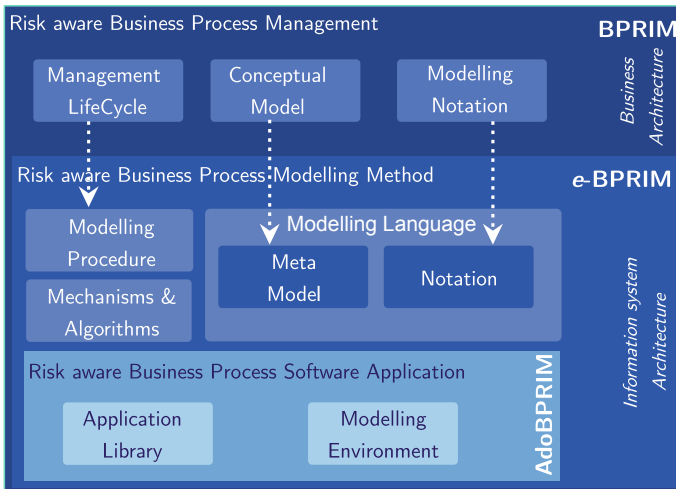 Risk aware Business Process Management
BPRIM
Management
LifeCycle
Conceptual
Model
Modelling
Notation
Business
Architecture
Risk aware Business Process Modelling Method
e-BPRIM
Modelling
Procedure
Mechanisms &
Algorithms
Modelling Language
Meta
Model
Notation
Information system
Architecture
Risk aware Business Process Software Application
AdoBPRIM
Application
Library
Modelling
Environment